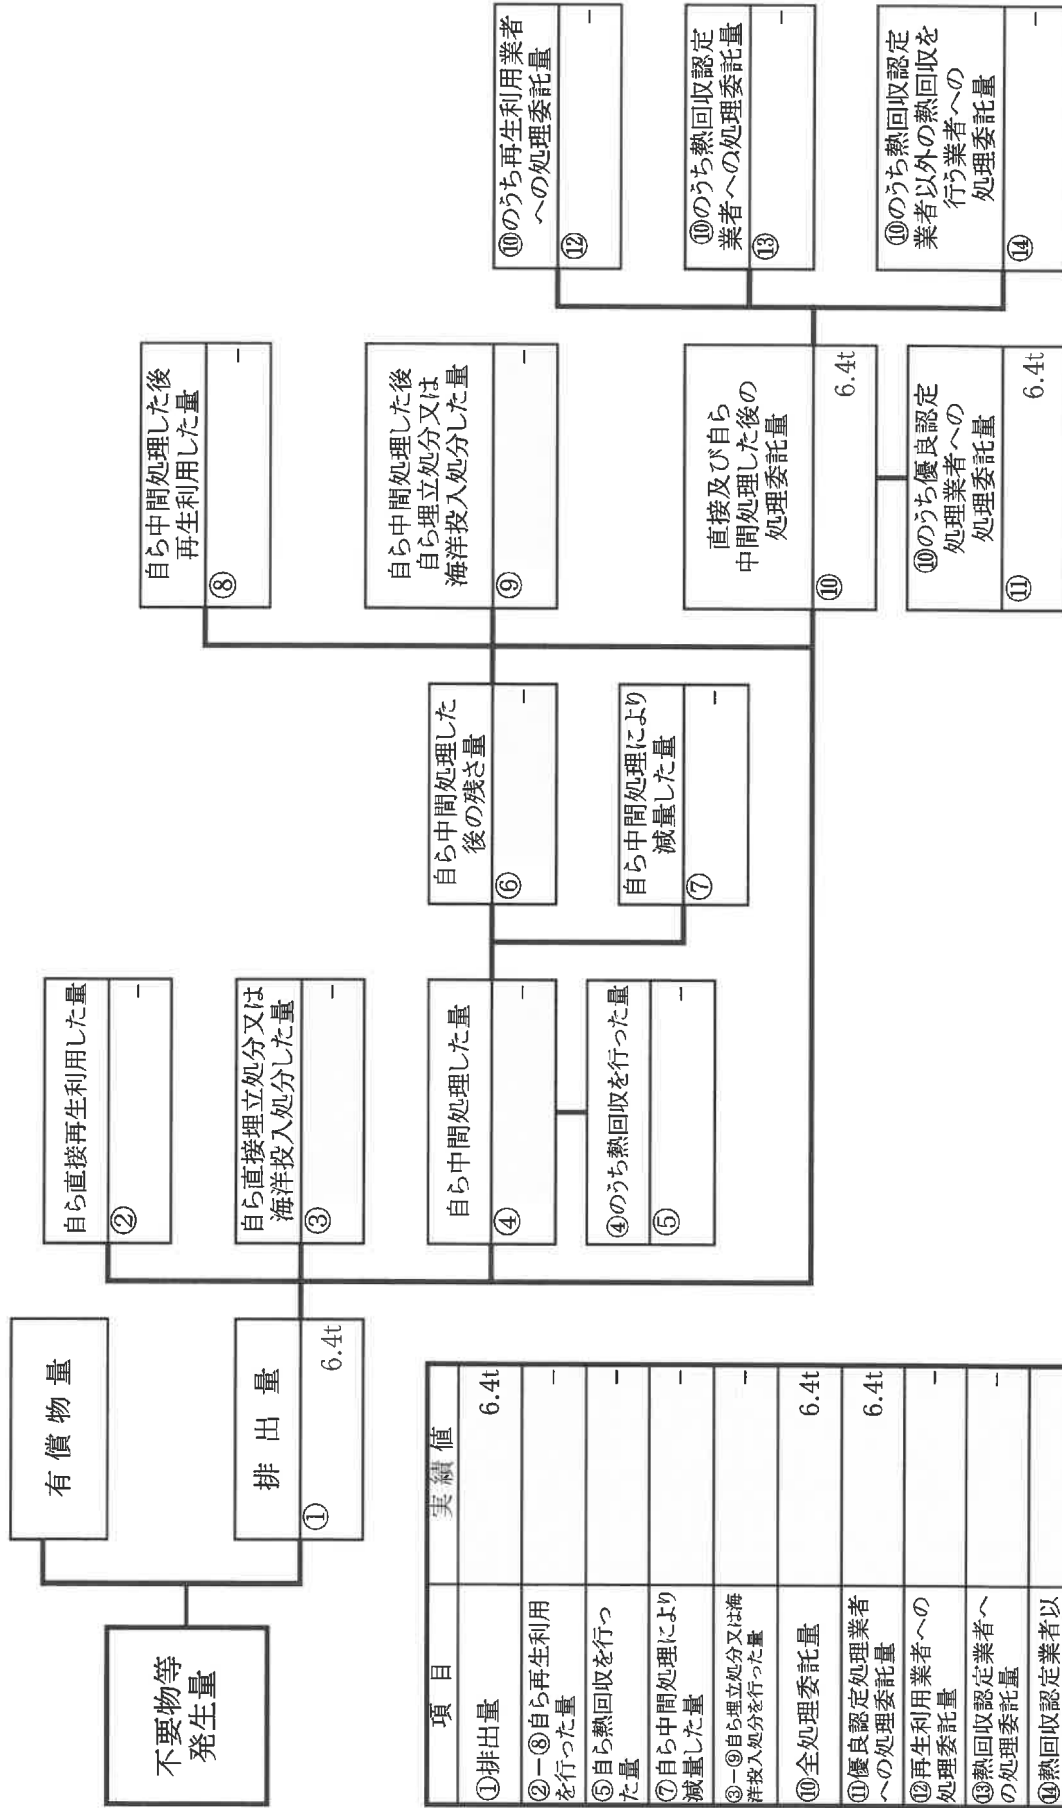 不要物等
発生量
有償物量
排出量
①
6.4t
自ら直接再生利用した量
②
−
自ら直接埋立処分又は
海洋投入処分した量
③
−
自ら中間処理した量
④
−
④のうち熱回収を行った量
⑤
−
自ら中間処理した
後の残さ量
⑥
−
自ら中間処理により
減量した量
⑦
−
自ら中間処理した後
再生利用した量
⑧
−
自ら中間処理した後
自ら埋立処分又は
海洋投入処分した量
⑨
−
直接及び自ら
中間処理した後の
処理委託量
⑩
6.4t
⑩のうち優良認定
処理業者への
処理委託量
⑪
6.4t
⑩のうち再生利用業者
への処理委託量
⑫
−
⑩のうち熱回収認定
業者への処理委託量
⑬
−
⑩のうち熱回収認定
業者以外の熱回収を
行う業者への
処理委託量
⑭
−
項目 実績値
①排出量 6.4t
②−⑧自ら再生利用
を行った量 −
⑤自ら熱回収を行っ
た量 −
⑦自ら中間処理により
減量した量 −
③−⑨自ら埋立処分又は海
洋投入処分を行った量 −
⑩全処理委託量 6.4t
⑪優良認定処理業者
への処理委託量 6.4t
⑫再生利用業者への
処理委託量 −
⑬熱回収認定業者へ
の処理委託量 −
⑭熱回収認定業者以